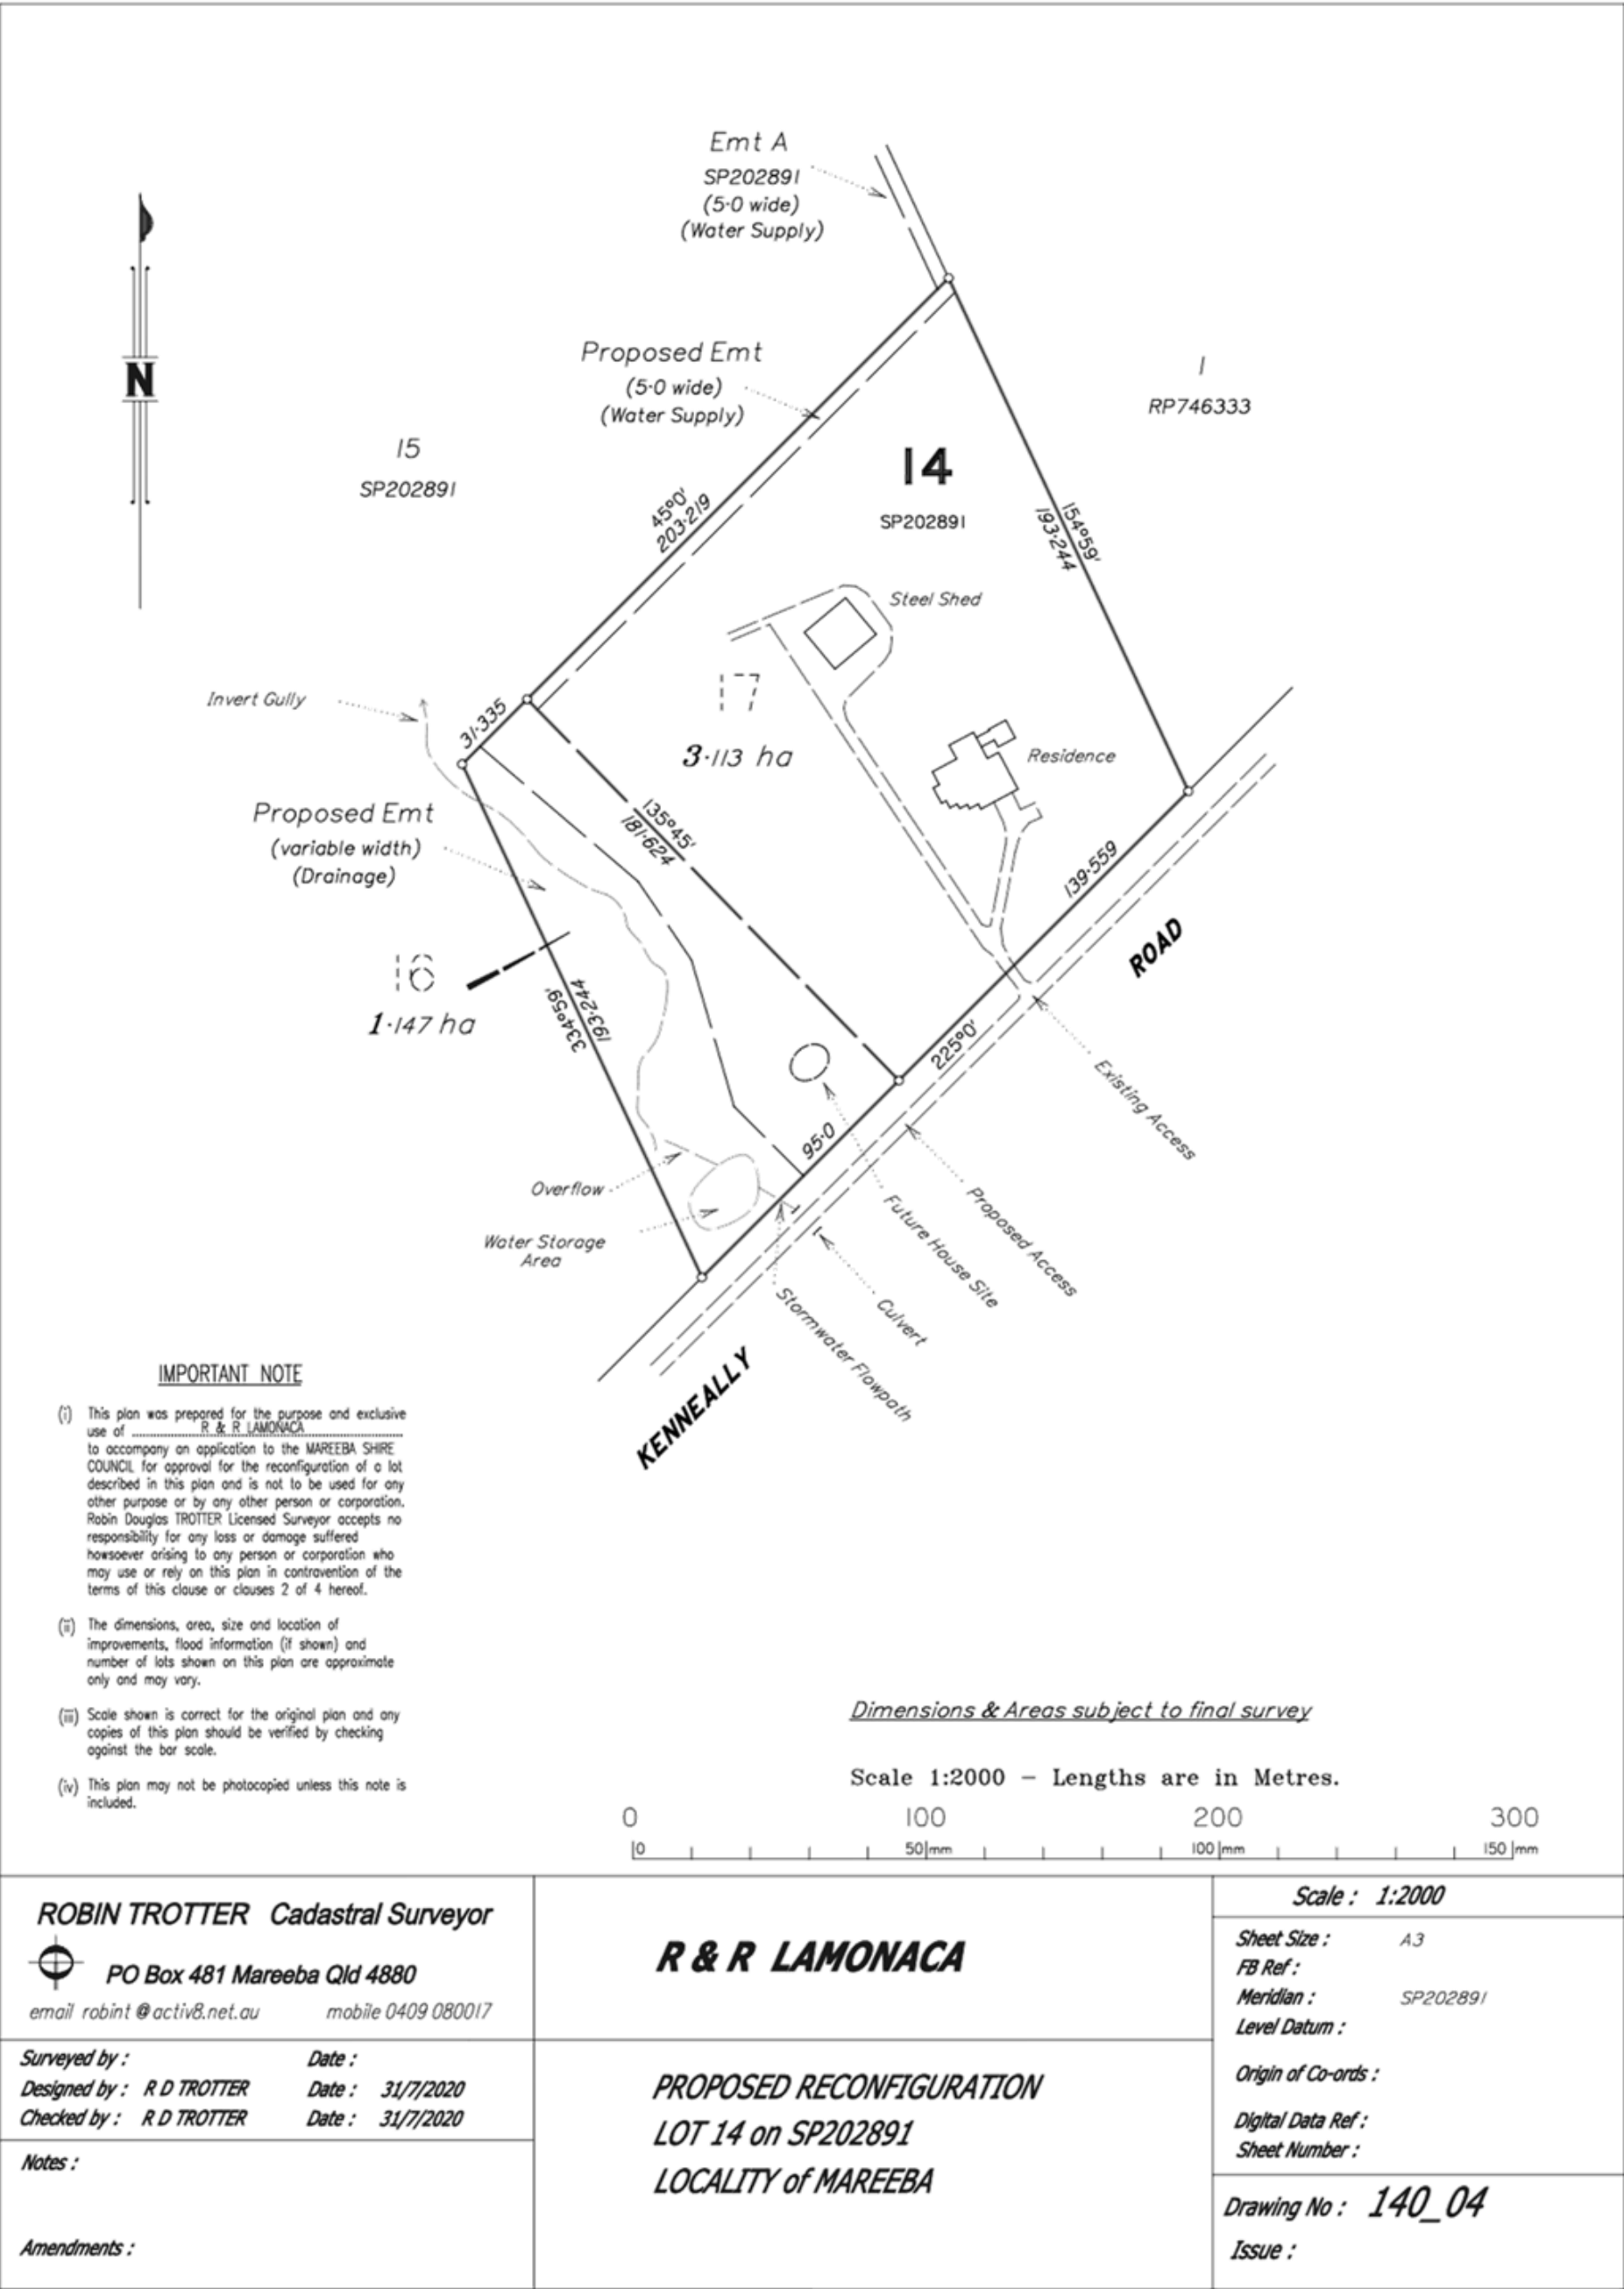 Emt A
SP202891
(5·0 wide)
(Water Supply)
Proposed Emt
(5·0 wide)
(Water Supply)
N
1
RP746333
15
SP202891
14
SP202891
45°0'
203·219
154°59'
193·244
Steel Shed
Invert Gully
31·335
17
3·113 ha
Residence
Proposed Emt
(variable width)
(Drainage)
135°45'
181·624
139·559
ROAD
16
1·147 ha
334°59'
193·244
225°0'
Existing Access
95·0
Overflow
Water Storage
Area
Proposed Access
Future House Site
Culvert
Stormwater Flowpath
KENNEALLY
IMPORTANT NOTE
(i) This plan was prepared for the purpose and exclusive
use of R & R LAMONACA
to accompany an application to the MAREEBA SHIRE
COUNCIL for approval for the reconfiguration of a lot
described in this plan and is not to be used for any
other purpose or by any other person or corporation.
Robin Douglas TROTTER Licensed Surveyor accepts no
responsibility for any loss or damage suffered
howsoever arising to any person or corporation who
may use or rely on this plan in contravention of the
terms of this clause or clauses 2 of 4 hereof.
(ii) The dimensions, area, size and location of
improvements, flood information (if shown) and
number of lots shown on this plan are approximate
only and may vary.
(iii) Scale shown is correct for the original plan and any
copies of this plan should be verified by checking
against the bar scale.
(iv) This plan may not be photocopied unless this note is
included.
Dimensions & Areas subject to final survey
Scale 1:2000 – Lengths are in Metres.
0 100 200 300
0 50 mm 100 mm 150 mm
ROBIN TROTTER Cadastral Surveyor
PO Box 481 Mareeba Qld 4880
email robint @ activ8.net.au mobile 0409 080017
Surveyed by : Date :
Designed by : R D TROTTER Date : 31/7/2020
Checked by : R D TROTTER Date : 31/7/2020
Notes :
Amendments :
R & R LAMONACA
PROPOSED RECONFIGURATION
LOT 14 on SP202891
LOCALITY of MAREEBA
Scale : 1:2000
Sheet Size : A3
FB Ref :
Meridian : SP202891
Level Datum :
Origin of Co-ords :
Digital Data Ref :
Sheet Number :
Drawing No : 140_04
Issue :